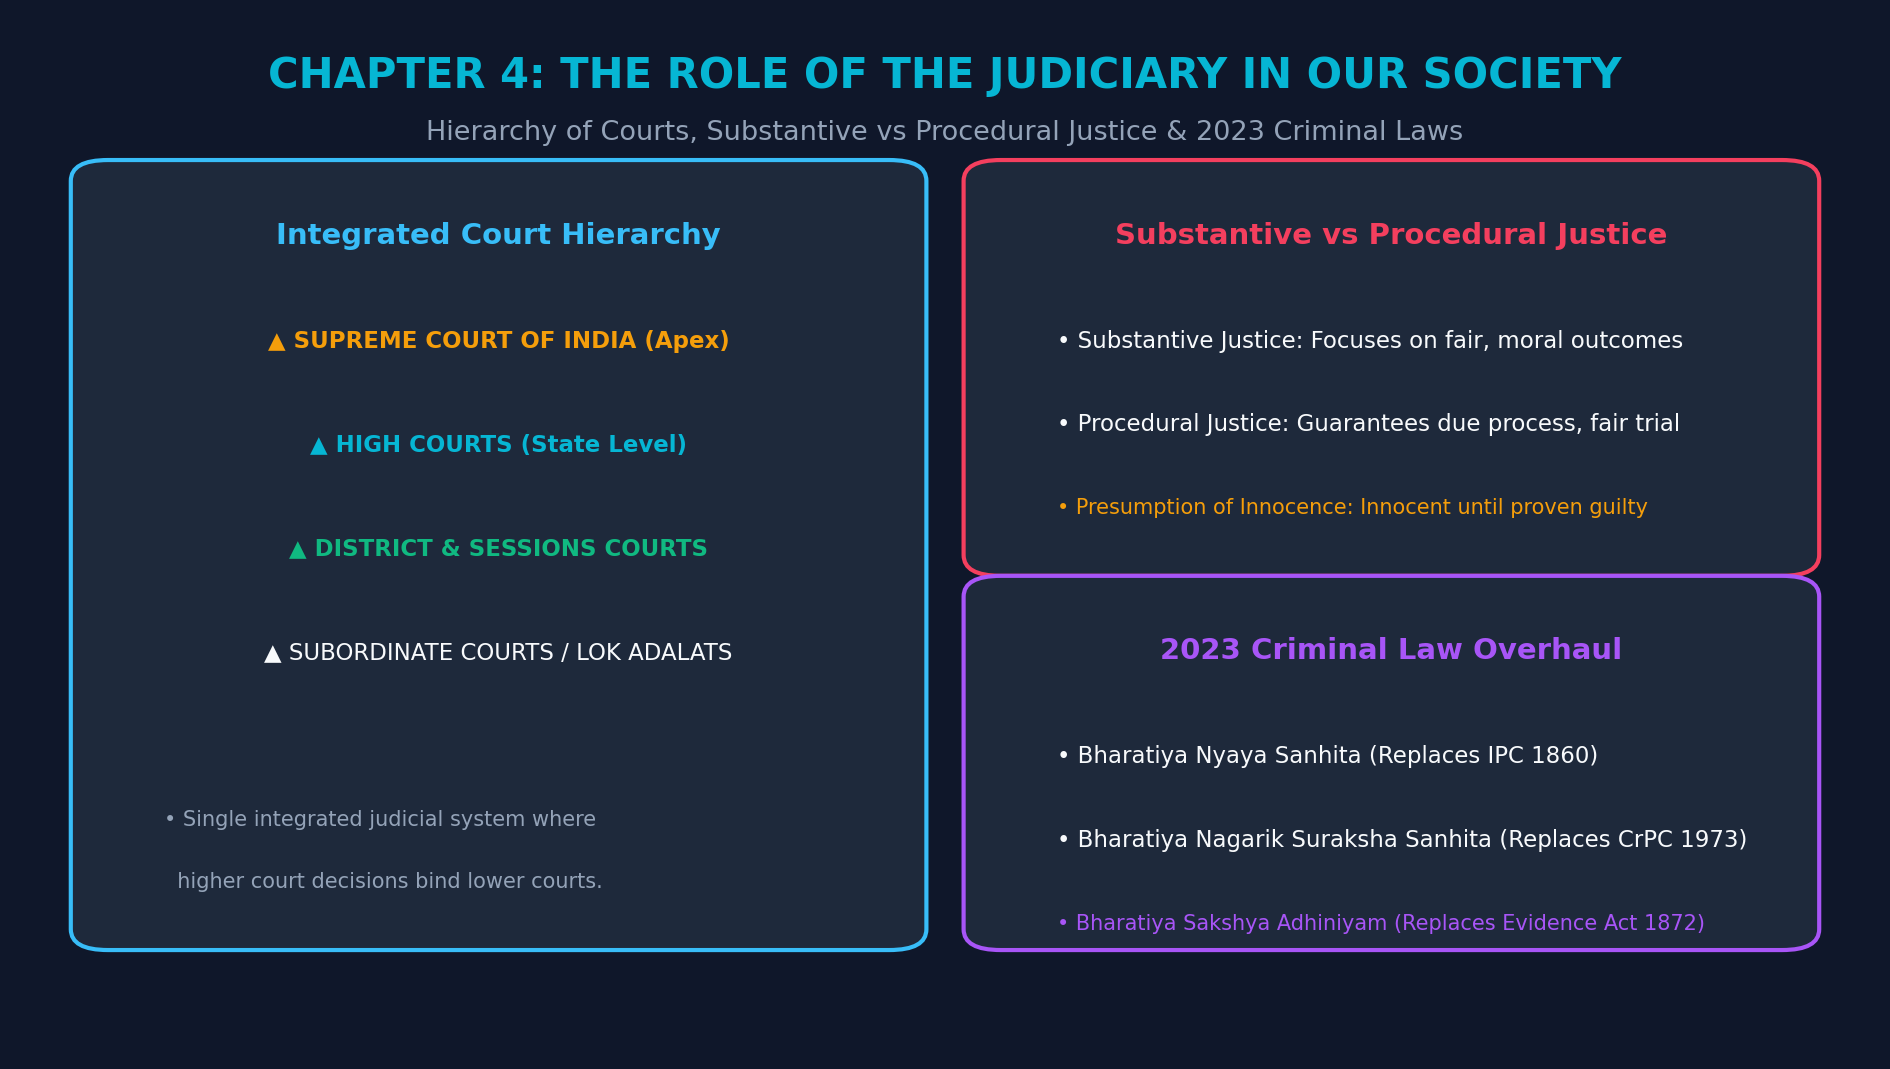 CHAPTER 4: THE ROLE OF THE JUDICIARY IN OUR SOCIETY
Hierarchy of Courts, Substantive vs Procedural Justice & 2023 Criminal Laws
Integrated Court Hierarchy
▲ SUPREME COURT OF INDIA (Apex)
▲ HIGH COURTS (State Level)
▲ DISTRICT & SESSIONS COURTS
▲ SUBORDINATE COURTS / LOK ADALATS
• Single integrated judicial system where
higher court decisions bind lower courts.
Substantive vs Procedural Justice
• Substantive Justice: Focuses on fair, moral outcomes
• Procedural Justice: Guarantees due process, fair trial
• Presumption of Innocence: Innocent until proven guilty
2023 Criminal Law Overhaul
• Bharatiya Nyaya Sanhita (Replaces IPC 1860)
• Bharatiya Nagarik Suraksha Sanhita (Replaces CrPC 1973)
• Bharatiya Sakshya Adhiniyam (Replaces Evidence Act 1872)